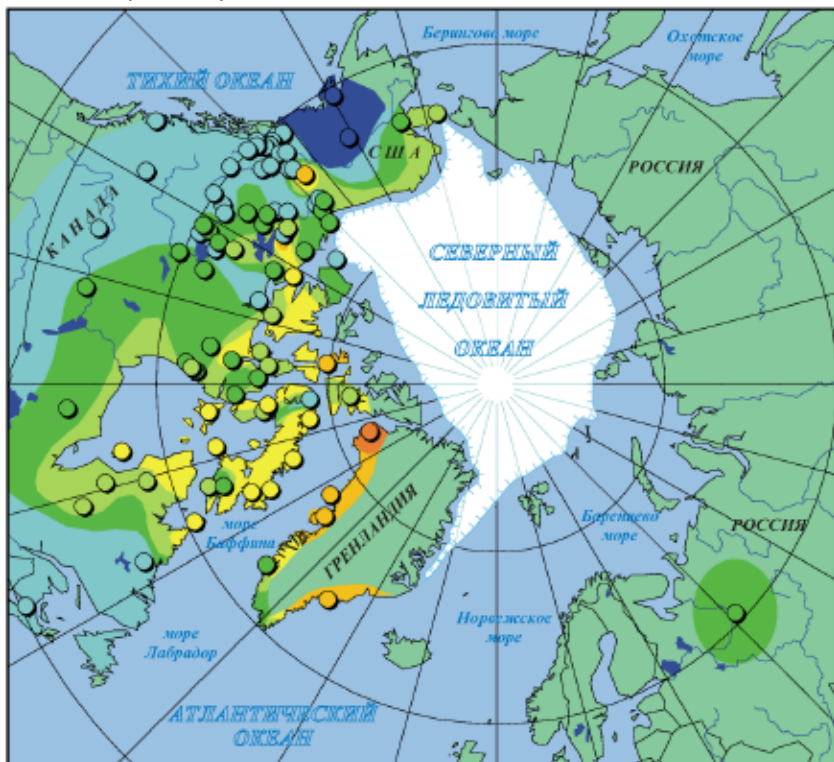 Берингово море
Охотское
море
ТИХИЙ ОКЕАН
США
РОССИЯ
КАНАДА
СЕВЕРНЫЙ
ЛЕДОВИТЫЙ
ОКЕАН
море
Баффина
ГРЕНЛАНДИЯ
Баренцево
море
РОССИЯ
Норвежское
море
море
Лабрадор
АТЛАНТИЧЕСКИЙ
ОКЕАН